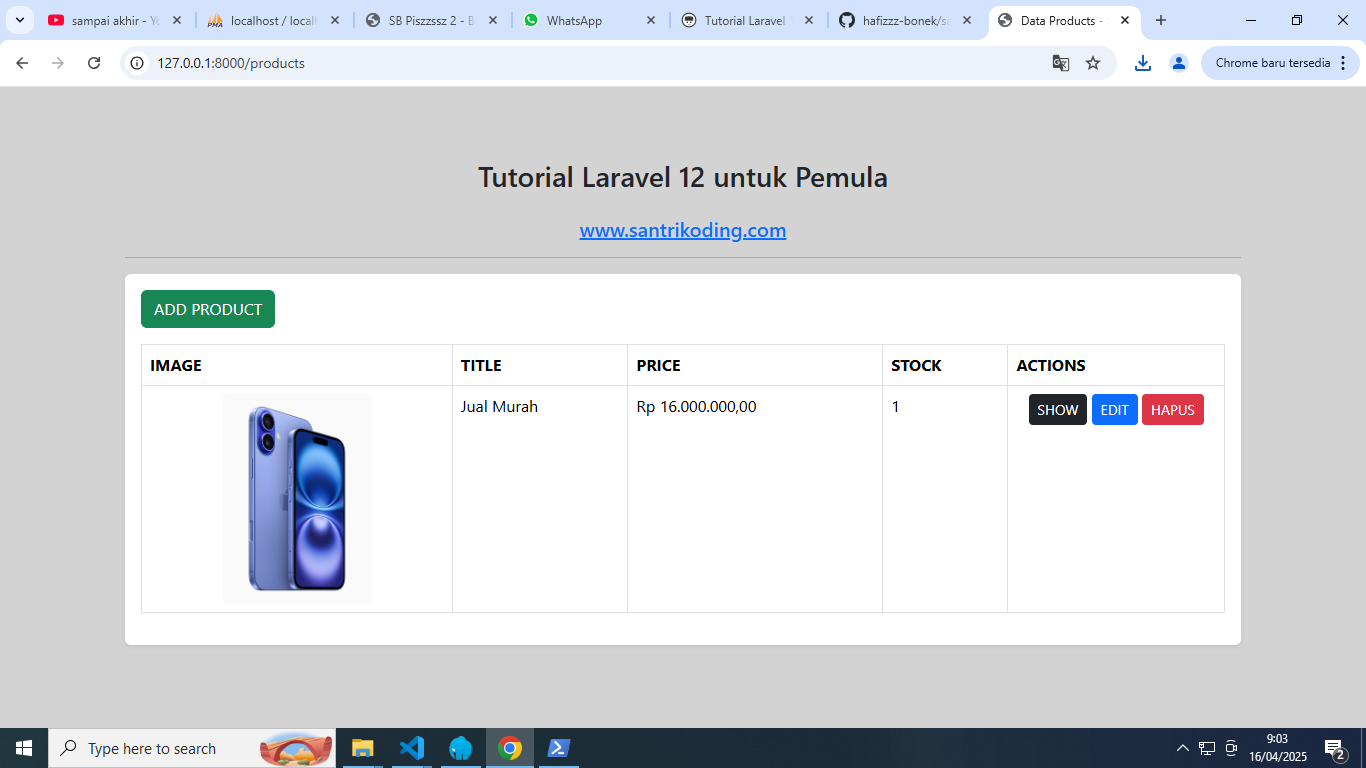 sampai akhir - Yo
localhost / local
SB Piszzssz 2 - B
WhatsApp
Tutorial Laravel
hafizzz-bonek/sa
Data Products -
127.0.0.1:8000/products
Chrome baru tersedia
Tutorial Laravel 12 untuk Pemula
www.santrikoding.com
ADD PRODUCT
IMAGE TITLE PRICE STOCK ACTIONS
Jual Murah Rp 16.000.000,00 1 SHOW EDIT HAPUS
Type here to search
9:03
16/04/2025
2